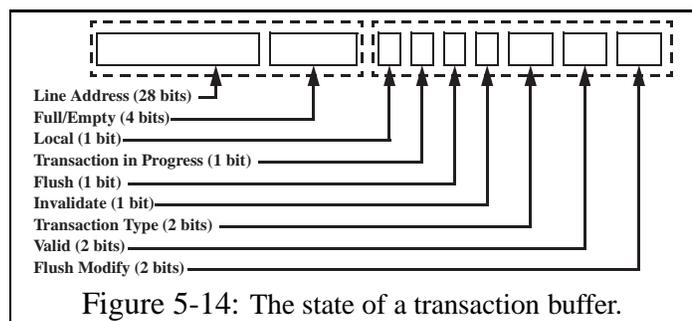 Line Address (28 bits)
Full/Empty (4 bits)
Local (1 bit)
Transaction in Progress (1 bit)
Flush (1 bit)
Invalidate (1 bit)
Transaction Type (2 bits)
Valid (2 bits)
Flush Modify (2 bits)
Figure 5-14: The state of a transaction buffer.